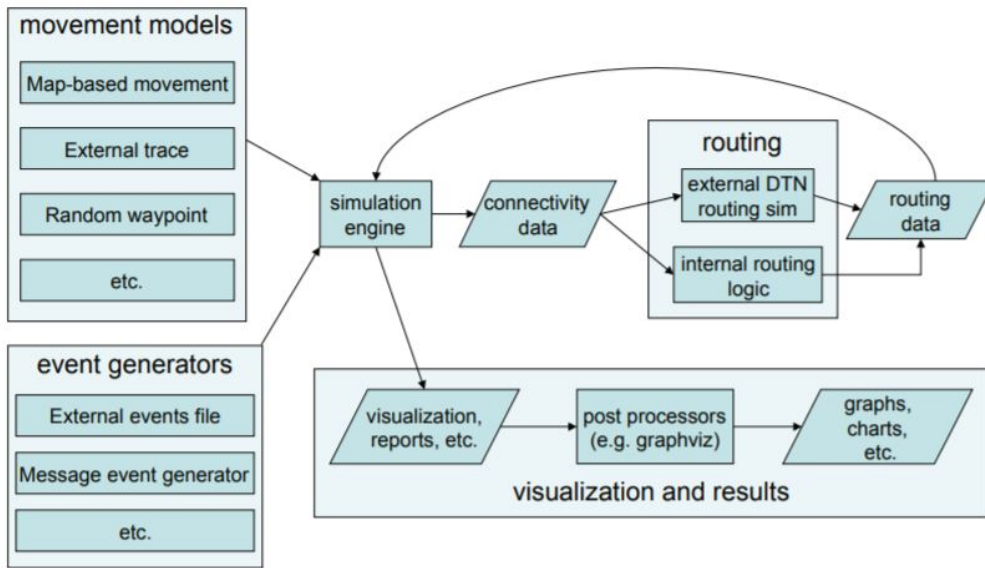 movement models
Map-based movement
External trace
Random waypoint
etc.
event generators
External events file
Message event generator
etc.
simulation
engine
connectivity
data
routing
external DTN
routing sim
internal routing
logic
routing
data
visualization,
reports, etc.
post processors
(e.g. graphviz)
graphs,
charts,
etc.
visualization and results